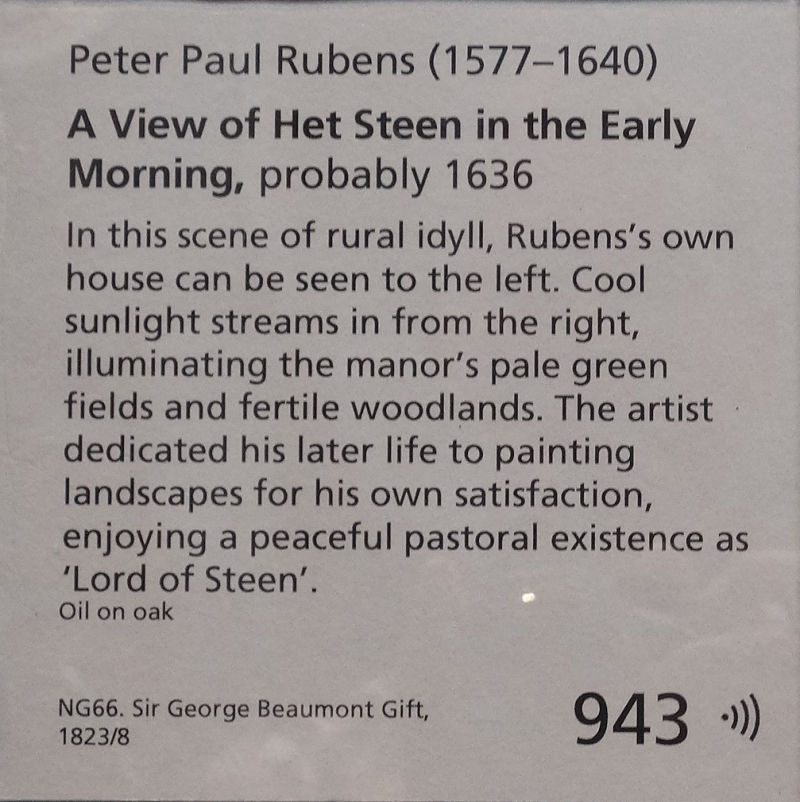 Peter Paul Rubens (1577–1640)
A View of Het Steen in the Early
Morning, probably 1636
In this scene of rural idyll, Rubens’s own
house can be seen to the left. Cool
sunlight streams in from the right,
illuminating the manor’s pale green
fields and fertile woodlands. The artist
dedicated his later life to painting
landscapes for his own satisfaction,
enjoying a peaceful pastoral existence as
‘Lord of Steen’.
Oil on oak
NG66. Sir George Beaumont Gift,
1823/8
943